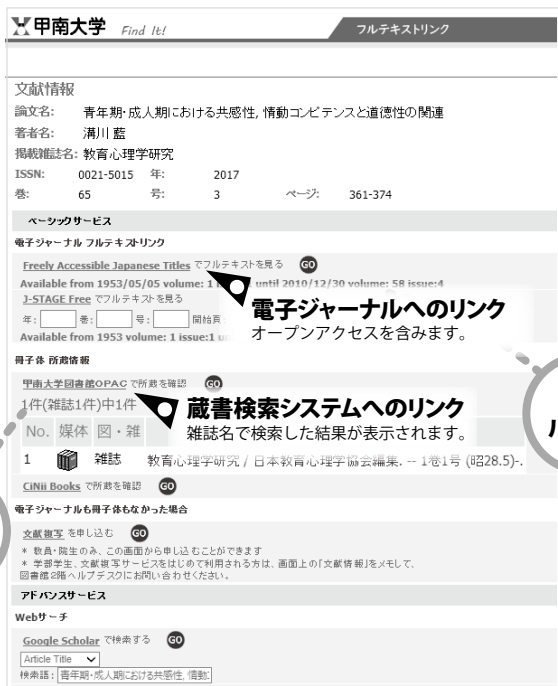 甲南大学 Find It!
フルテキストリンク
文献情報
論文名: 青年期・成人期における共感性, 情動コンピテンスと道徳性の関連
著者名: 溝川 藍
掲載雑誌名: 教育心理学研究
ISSN: 0021-5015 年: 2017
巻: 65 号: 3 ページ: 361-374
ベーシックサービス
電子ジャーナル フルテキストリンク
Freely Accessible Japanese Titles でフルテキストを見る GO
Available from 1953/05/05 volume: 1 until 2010/12/30 volume: 58 issue:4
J-STAGE Free でフルテキストを見る
年: 巻: 号: 開始頁
Available from 1953 volume: 1 issue:1
電子ジャーナルへのリンク
オープンアクセスを含みます。
冊子体 所蔵情報
甲南大学図書館OPAC で所蔵を確認 GO
1件(雑誌1件)中1件
蔵書検索システムへのリンク
雑誌名で検索した結果が表示されます。
No. 媒体 図・雑
1 雑誌 教育心理学研究 / 日本教育心理学協会編集. -- 1巻1号 (昭28.5)-.
CiNii Books で所蔵を確認 GO
電子ジャーナルも冊子体もなかった場合
文献複写 を申し込む GO
* 教員・院生のみ、この画面から申し込むことができます
* 学部学生、文献複写サービスをはじめて利用される方は、画面上の「文献情報」をメモして、
図書館2階ヘルプデスクにお問い合わせください。
アドバンスサービス
Webサーチ
Google Scholar で検索する GO
Article Title
検索語: 青年期・成人期における共感性, 情動